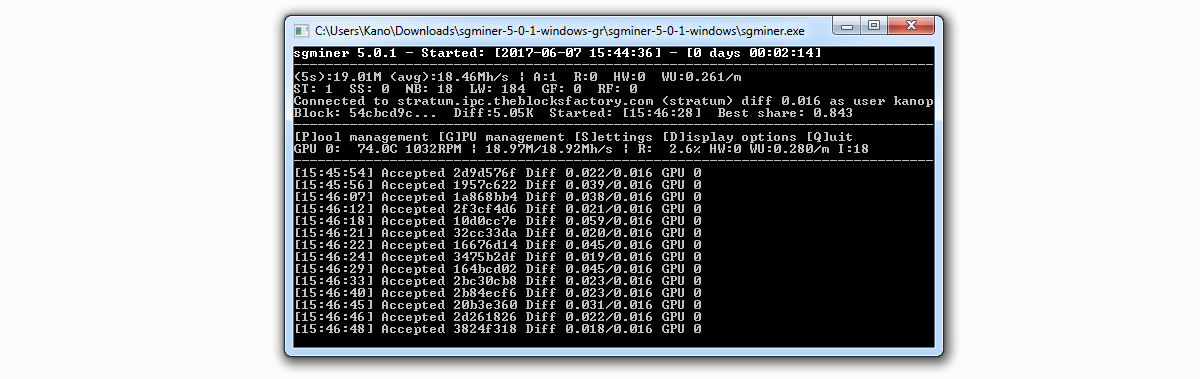 C:\Users\Kano\Downloads\sgminer-5-0-1-windows-gr\sgminer-5-0-1-windows\sgminer.exe
sgminer 5.0.1 - Started: [2017-06-07 15:44:36] - [0 days 00:02:14]
(5s):19.01M (avg):18.46Mh/s | A:1 R:0 HW:0 WU:0.261/m
ST: 1 SS: 0 NB: 18 LW: 184 GF: 0 RF: 0
Connected to stratum.ipc.theblocksfactory.com (stratum) diff 0.016 as user kanop
Block: 54cbcd9c... Diff:5.05K Started: [15:46:28] Best share: 0.843
[P]ool management [G]PU management [S]ettings [D]isplay options [Q]uit
GPU 0: 74.0C 1032RPM | 18.97M/18.92Mh/s | R: 2.6% HW:0 WU:0.280/m I:18
[15:45:54] Accepted 2d9d576f Diff 0.022/0.016 GPU 0
[15:45:56] Accepted 1957c622 Diff 0.039/0.016 GPU 0
[15:46:07] Accepted 1a868bb4 Diff 0.038/0.016 GPU 0
[15:46:12] Accepted 2f3cf4d6 Diff 0.021/0.016 GPU 0
[15:46:18] Accepted 10d0cc7e Diff 0.059/0.016 GPU 0
[15:46:21] Accepted 32cc33da Diff 0.020/0.016 GPU 0
[15:46:22] Accepted 16676d14 Diff 0.045/0.016 GPU 0
[15:46:24] Accepted 3475b2df Diff 0.019/0.016 GPU 0
[15:46:29] Accepted 164bcd02 Diff 0.045/0.016 GPU 0
[15:46:33] Accepted 2bc30cb8 Diff 0.023/0.016 GPU 0
[15:46:40] Accepted 2b84ecf6 Diff 0.023/0.016 GPU 0
[15:46:45] Accepted 20b3e360 Diff 0.031/0.016 GPU 0
[15:46:46] Accepted 2d261826 Diff 0.022/0.016 GPU 0
[15:46:48] Accepted 3824f318 Diff 0.018/0.016 GPU 0